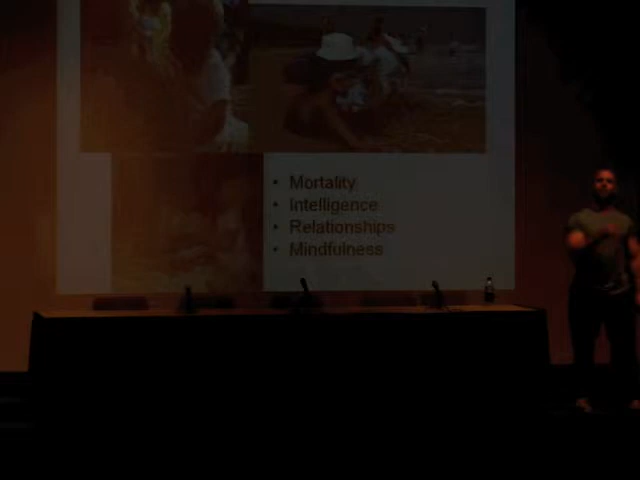 • Mortality
• Intelligence
• Relationships
• Mindfulness